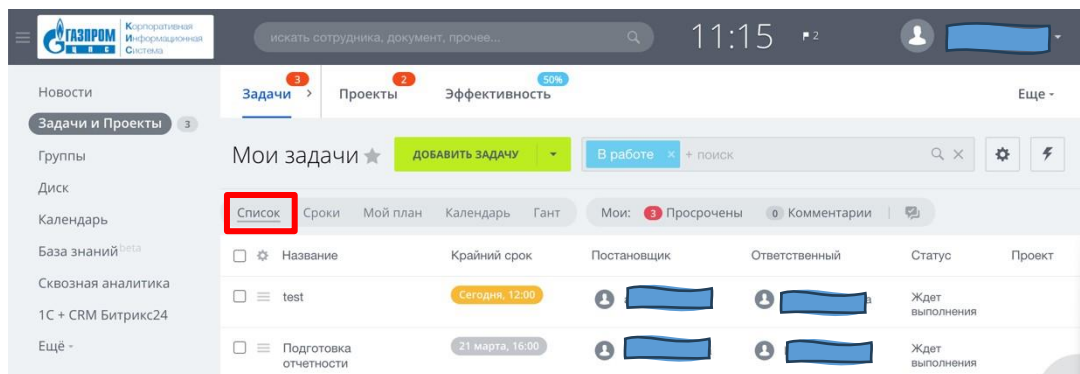 ГАЗПРОМ
ЦПС
Корпоративная
Информационная
Система
искать сотрудника, документ, прочее...
11:15
2
Новости
Задачи и Проекты 3
Группы
Диск
Календарь
База знаний beta
Сквозная аналитика
1С + CRM Битрикс24
Ещё
Задачи 3
Проекты 2
Эффективность 50%
Еще
Мои задачи
ДОБАВИТЬ ЗАДАЧУ
В работе × + поиск
Список Сроки Мой план Календарь Гант
Мои: 3 Просрочены 0 Комментарии
Название Крайний срок Постановщик Ответственный Статус Проект
test Сегодня, 12:00 а Ждет
выполнения
Подготовка 21 марта, 16:00 Ждет
отчетности выполнения